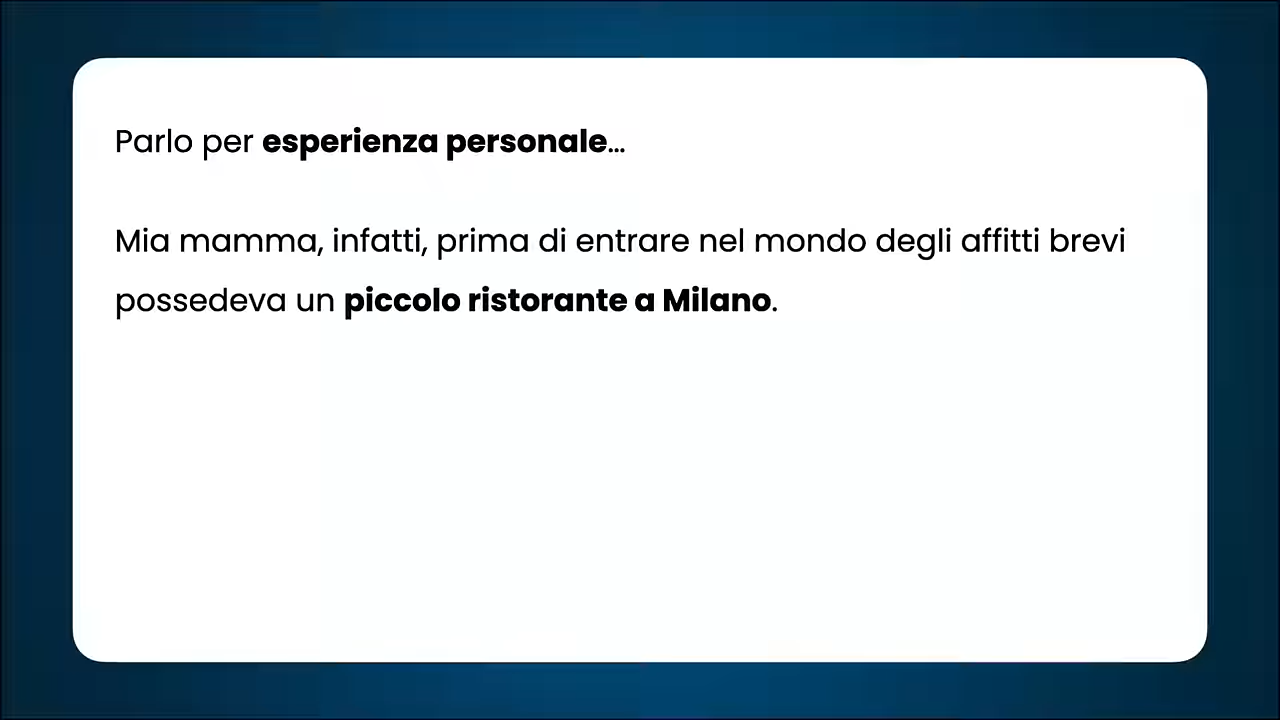 Parlo per esperienza personale...
Mia mamma, infatti, prima di entrare nel mondo degli affitti brevi
possedeva un piccolo ristorante a Milano.